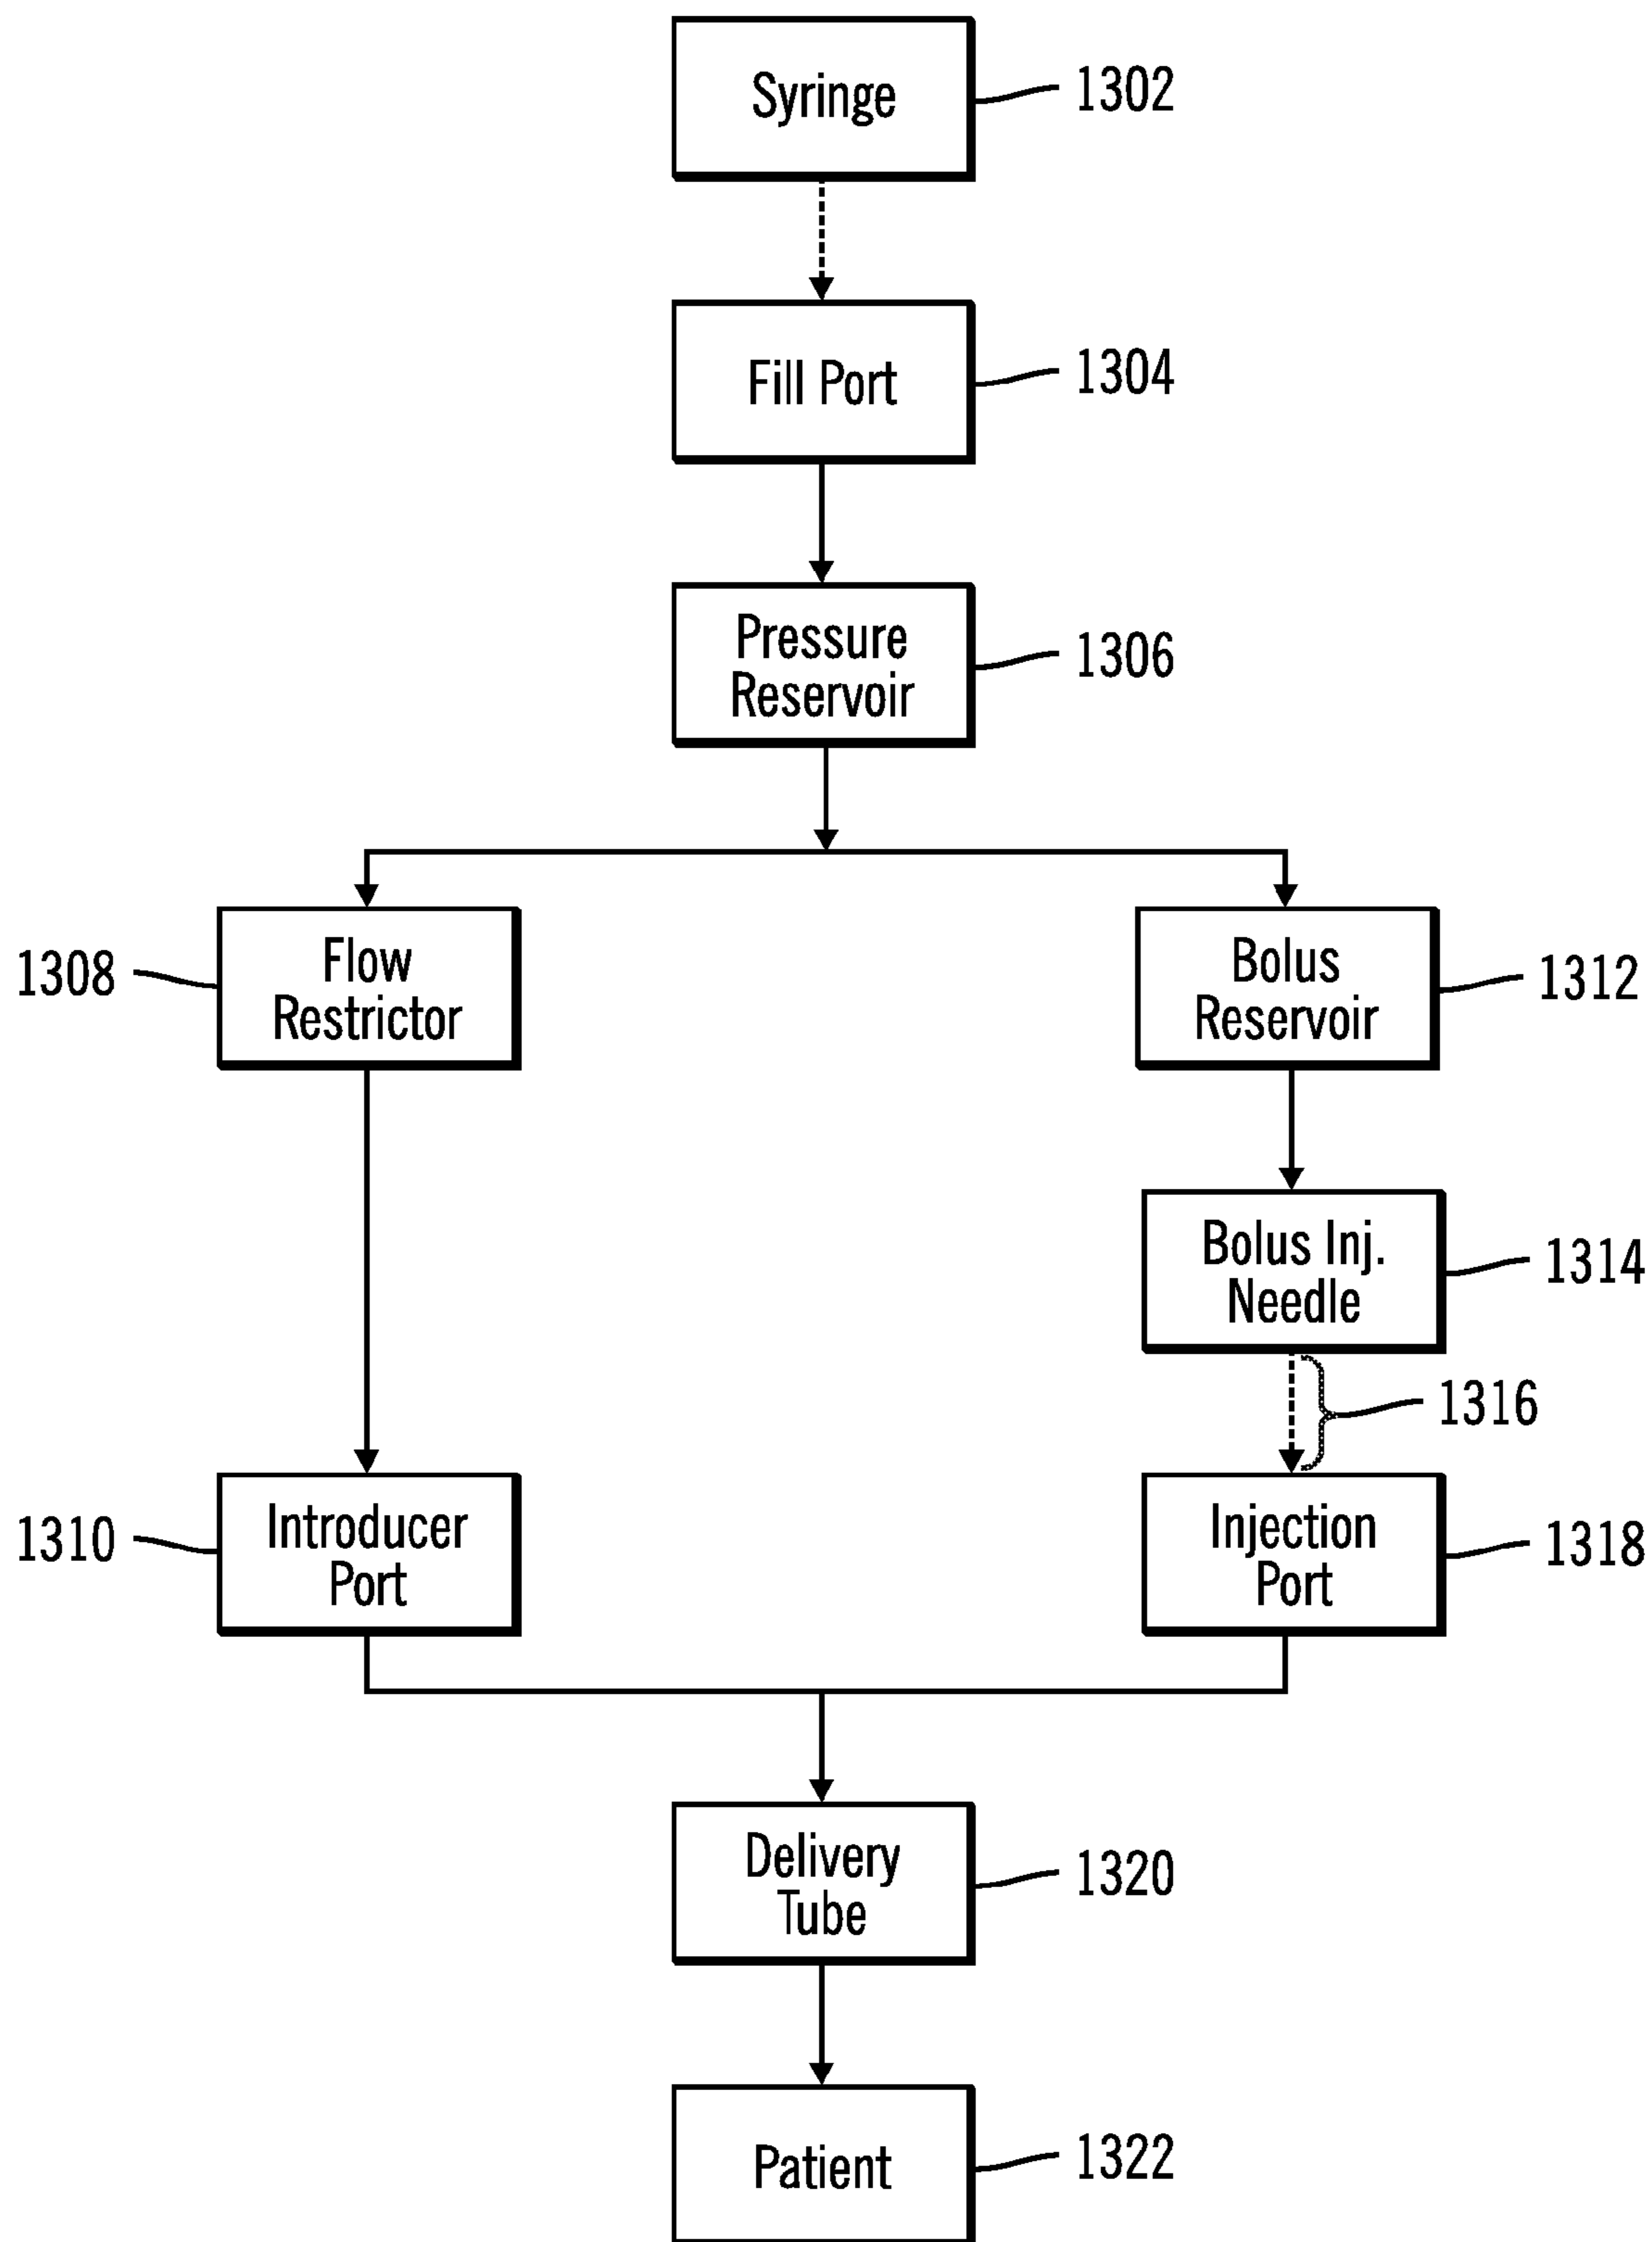 Syringe
1302
Fill Port
1304
Pressure
Reservoir
1306
1308
Flow
Restrictor
Bolus
Reservoir
1312
Bolus Inj.
Needle
1314
1316
1310
Introducer
Port
Injection
Port
1318
Delivery
Tube
1320
Patient
1322